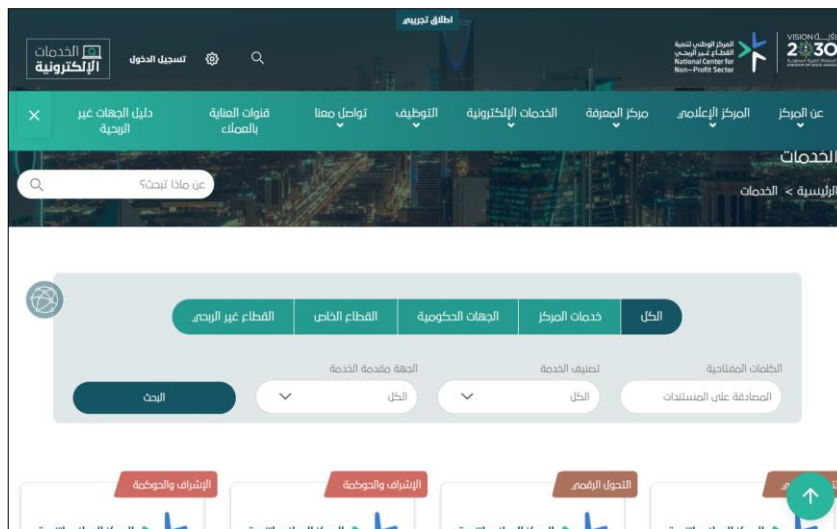 اطلاق تجريبي
VISION رؤيـــة
2030
المركز الوطني لتنمية
القطاع غير الربحي
National Center for
Non-Profit Sector
تسجيل الدخول
الخدمات
الإلكترونية
عن المركز
المركز الإعلامي
مركز المعرفة
الخدمات الإلكترونية
التوظيف
تواصل معنا
قنوات العناية
بالعملاء
دليل الجهات غير
الربحية
الخدمات
الرئيسية > الخدمات
عن ماذا تبحث؟
الكل
خدمات المركز
الجهات الحكومية
القطاع الخاص
القطاع غير الربحي
الكلمات المفتاحية
تصنيف الخدمة
الجهة مقدمة الخدمة
المصادقة على المستندات
الكل
الكل
البحث
التحول الرقمي
الإشراف والحوكمة
الإشراف والحوكمة